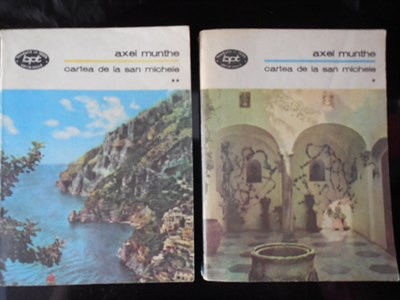 bpt
axel munthe
cartea de la san michele
**
bpt
axel munthe
cartea de la san michele
*